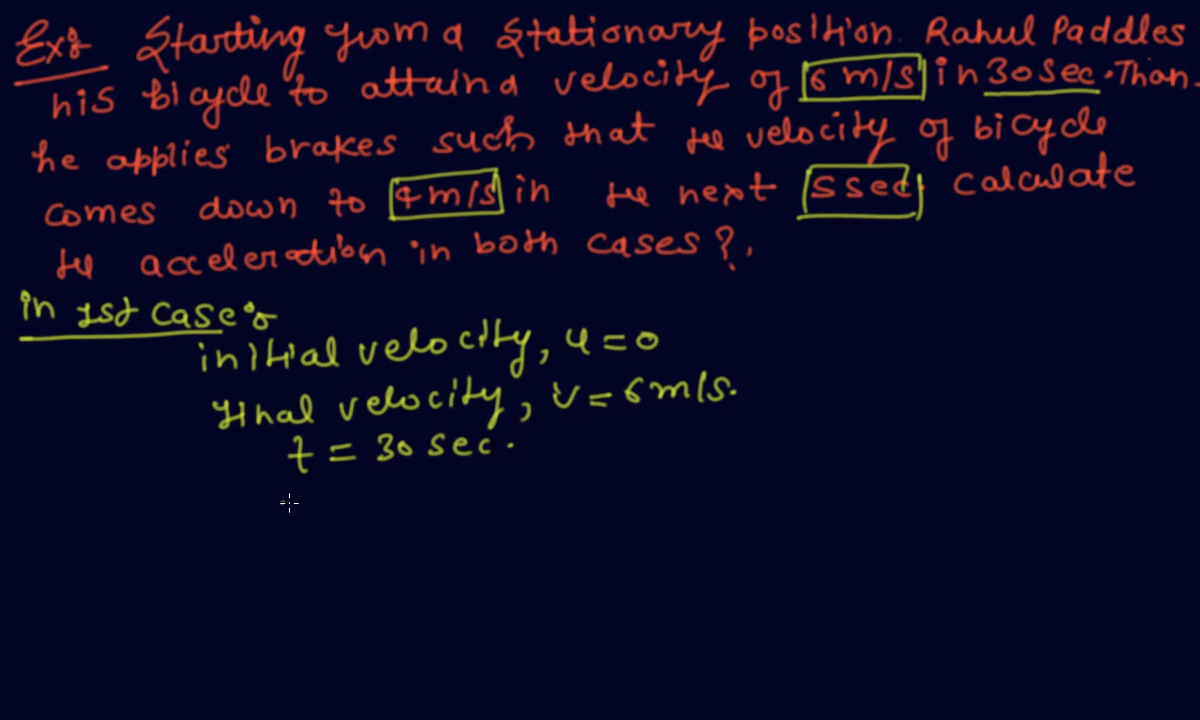 Ex:- Starting from a stationary position Rahul Paddles
his bicycle to attain a velocity of 6 m/s in 30 sec. Than
he applies brakes such that the velocity of bicycle
comes down to 4 m/s in the next 5 sec. calculate
the acceleration in both cases?.
in 1st case:-
initial velocity, u = 0
final velocity, v = 6 m/s.
t = 30 sec.